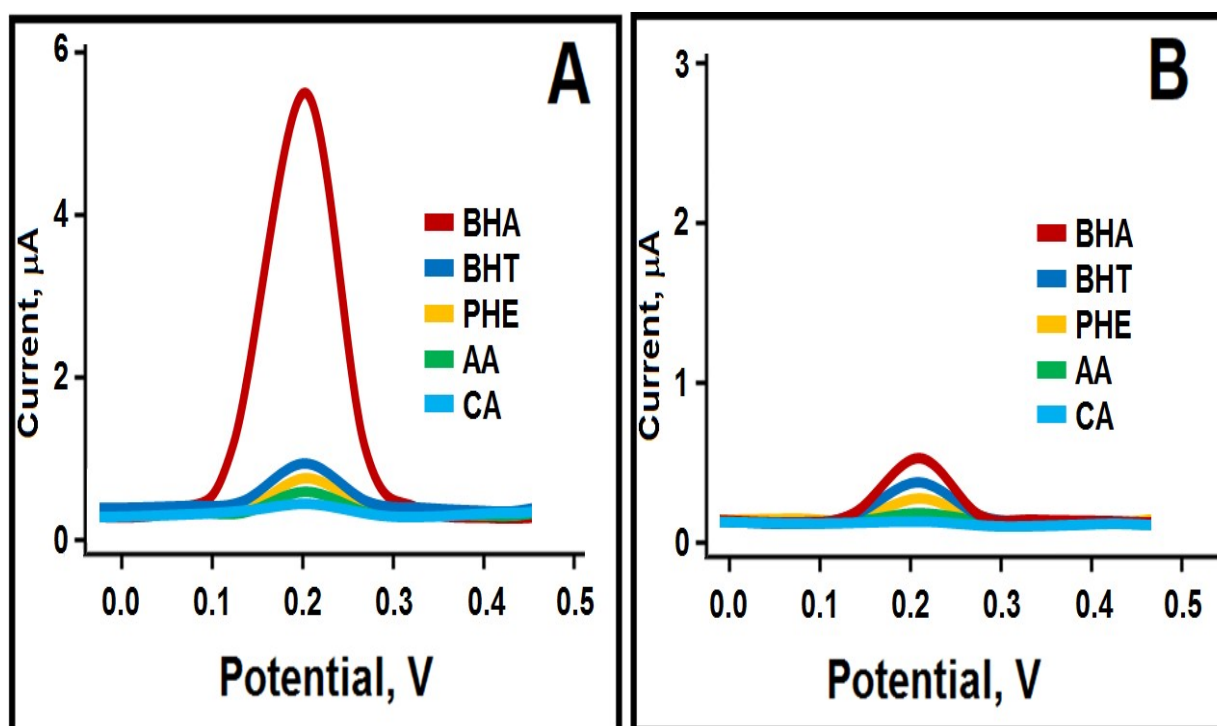 A
6
4
2
0
Current, µA
BHA
BHT
PHE
AA
CA
0.0 0.1 0.2 0.3 0.4 0.5
Potential, V
B
3
2
1
0
Current, µA
BHA
BHT
PHE
AA
CA
0.0 0.1 0.2 0.3 0.4 0.5
Potential, V